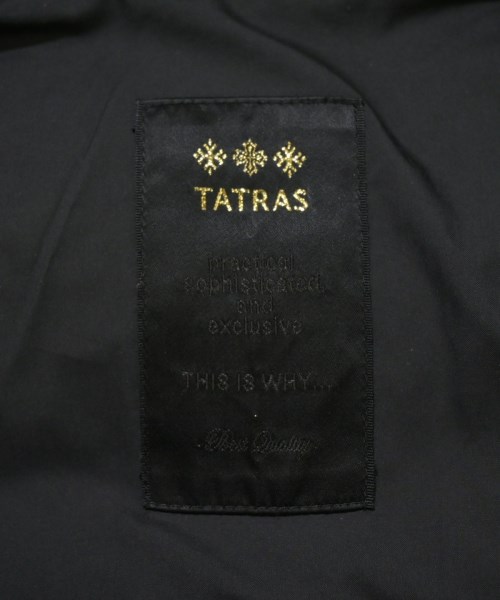 TATRAS
practical
sophisticated
and
exclusive
THIS IS WHY...
Best Quality